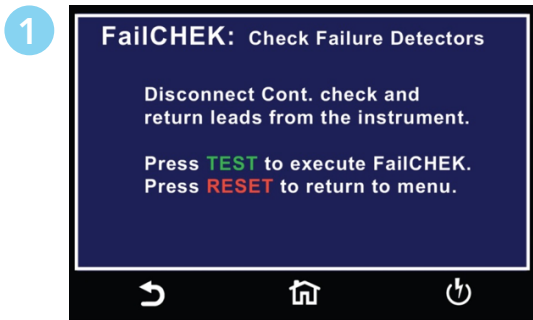 1
FailCHEK: Check Failure Detectors
Disconnect Cont. check and
return leads from the instrument.
Press TEST to execute FailCHEK.
Press RESET to return to menu.